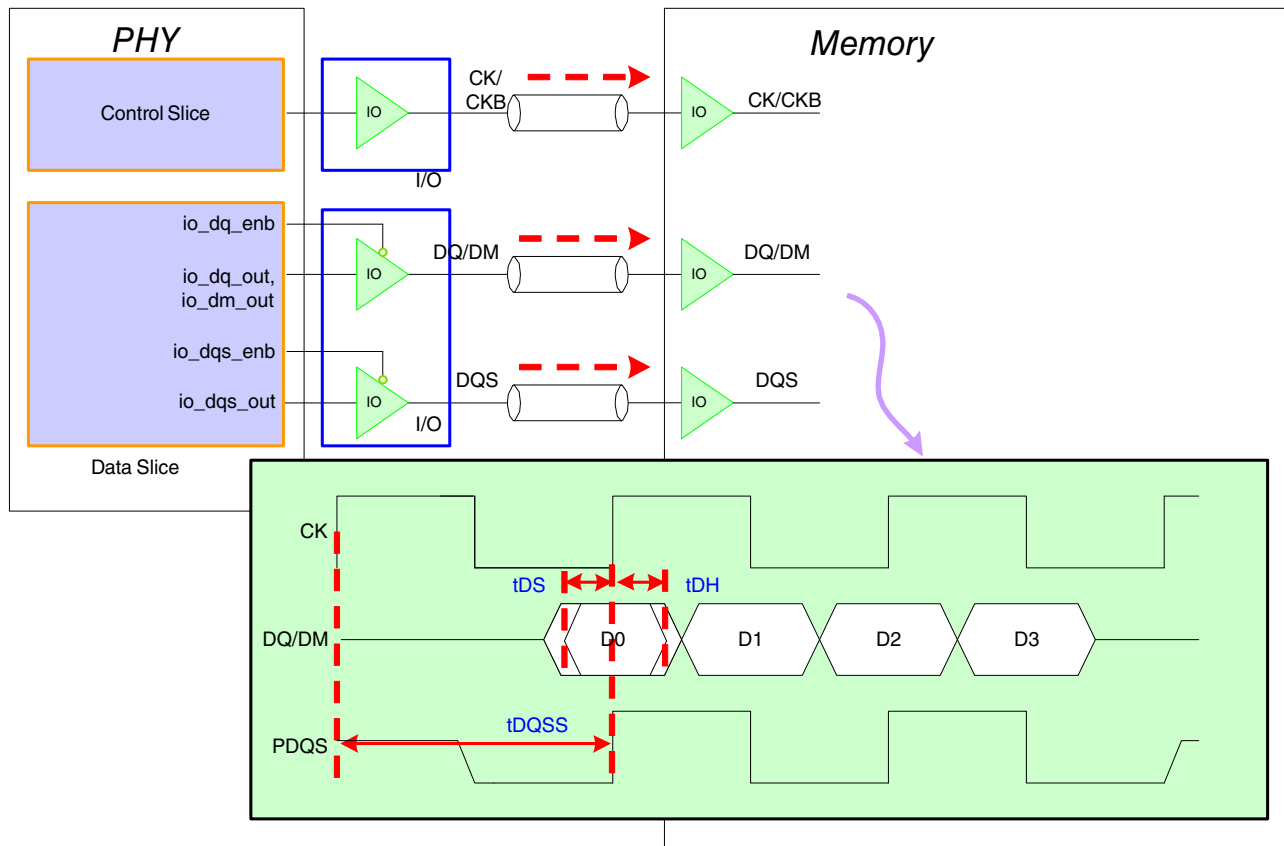 PHY
Memory
Control Slice
IO
CK/
CKB
IO
CK/CKB
I/O
io_dq_enb
io_dq_out,
io_dm_out
IO
DQ/DM
IO
DQ/DM
io_dqs_enb
io_dqs_out
IO
DQS
IO
DQS
I/O
Data Slice
CK
tDS
tDH
DQ/DM
D0
D1
D2
D3
tDQSS
PDQS